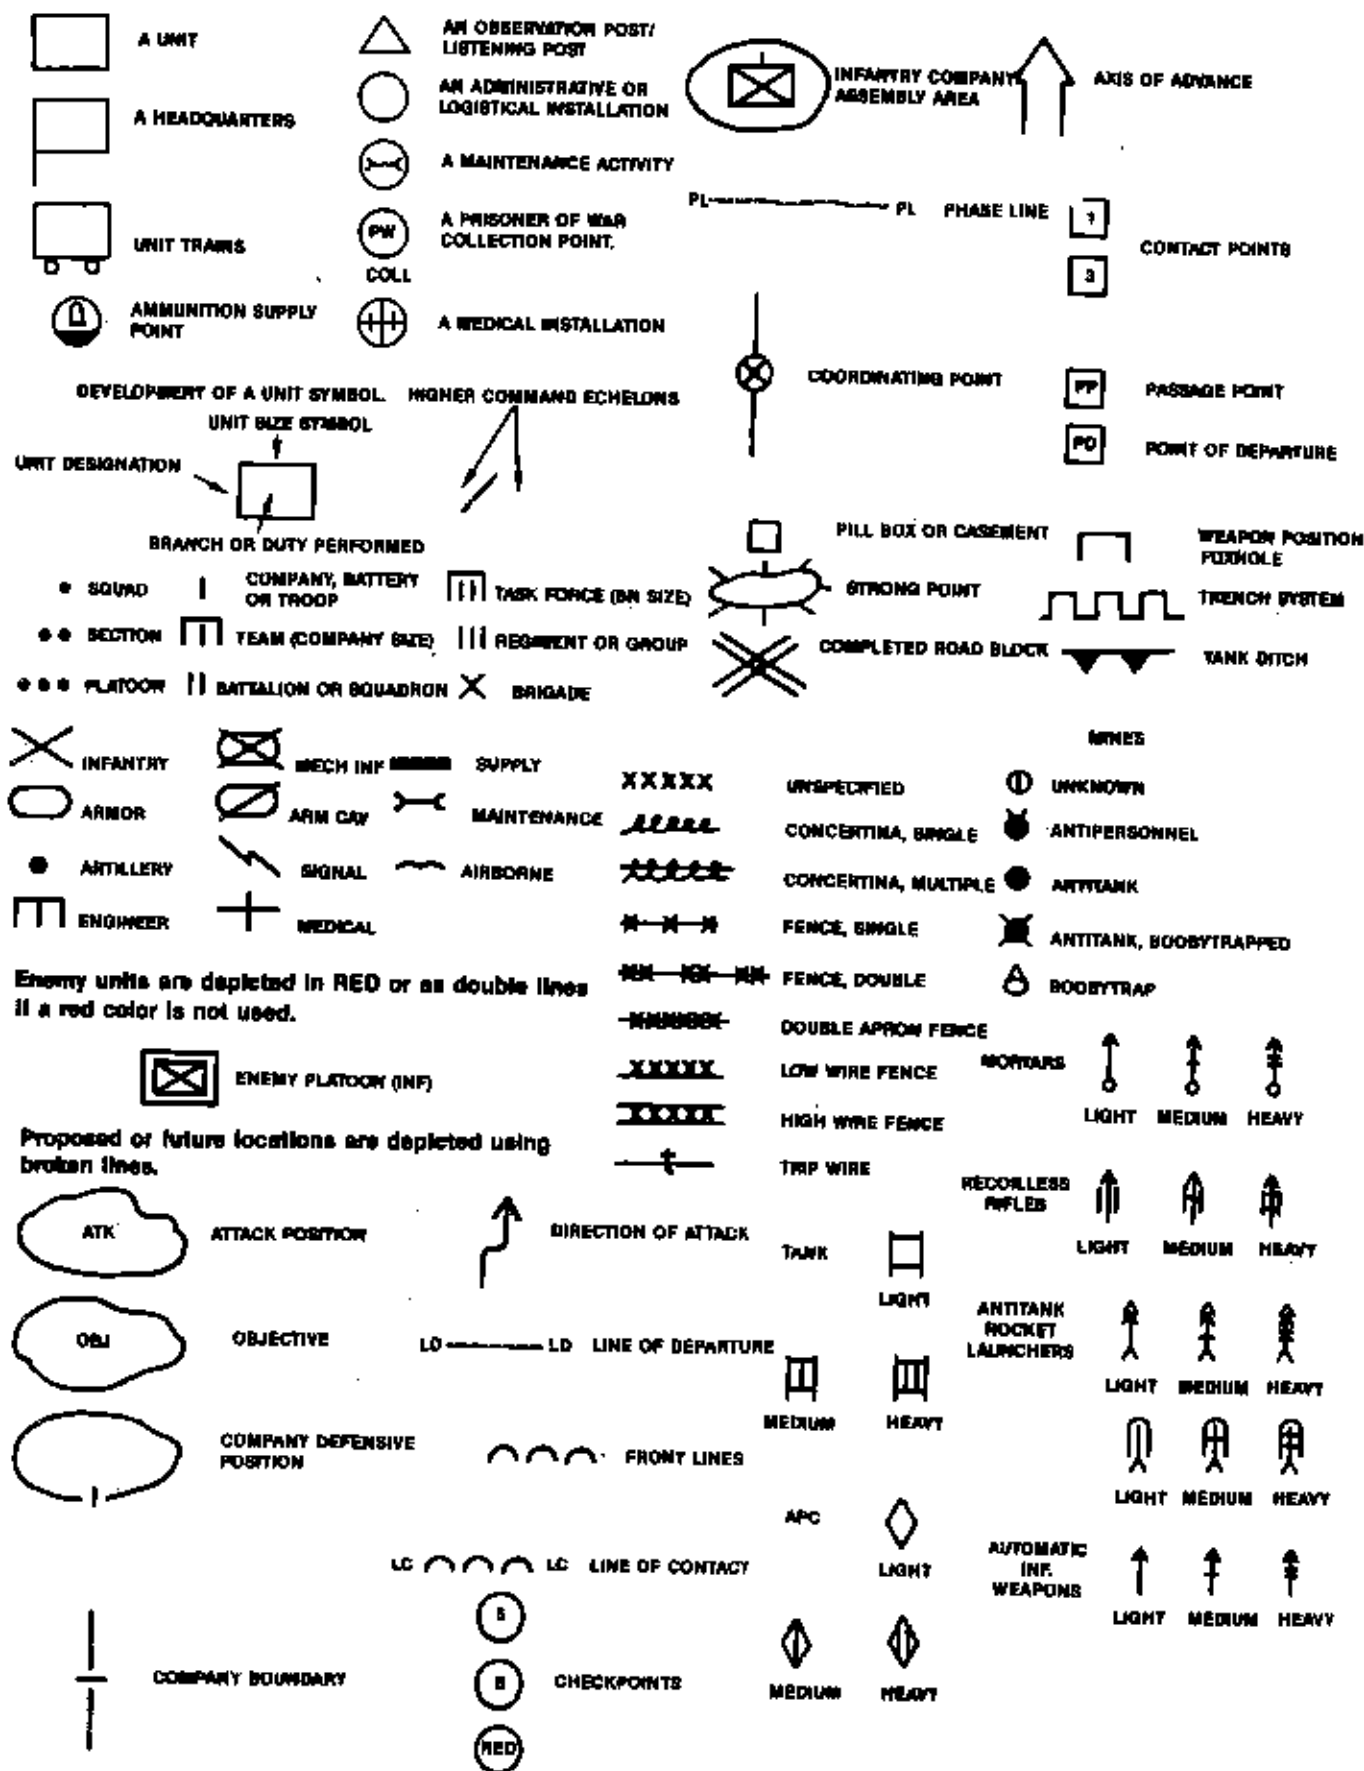 A UNIT
A HEADQUARTERS
UNIT TRAINS
AMMUNITION SUPPLY
POINT
AN OBSERVATION POST/
LISTENING POST
AN ADMINISTRATIVE OR
LOGISTICAL INSTALLATION
A MAINTENANCE ACTIVITY
PW
COLL
A PRISONER OF WAR
COLLECTION POINT.
A MEDICAL INSTALLATION
INFANTRY COMPANY
ASSEMBLY AREA
AXIS OF ADVANCE
PL PL PHASE LINE
1
3
CONTACT POINTS
COORDINATING POINT
PP PASSAGE POINT
PD POINT OF DEPARTURE
DEVELOPMENT OF A UNIT SYMBOL. HIGHER COMMAND ECHELONS
UNIT SIZE SYMBOL
UNIT DESIGNATION
BRANCH OR DUTY PERFORMED
SQUAD
COMPANY, BATTERY
OR TROOP
TASK FORCE (BN SIZE)
SECTION
TEAM (COMPANY SIZE)
REGIMENT OR GROUP
PLATOON
BATTALION OR SQUADRON
BRIGADE
PILL BOX OR CASEMENT
WEAPON POSITION
FOXHOLE
STRONG POINT
TRENCH SYSTEM
COMPLETED ROAD BLOCK
TANK DITCH
INFANTRY
MECH INF
SUPPLY
ARMOR
ARM CAV
MAINTENANCE
ARTILLERY
SIGNAL
AIRBORNE
ENGINEER
MEDICAL
Enemy units are depicted in RED or as double lines
if a red color is not used.
ENEMY PLATOON (INF)
Proposed or future locations are depicted using
broken lines.
UNSPECIFIED
CONCERTINA, SINGLE
CONCERTINA, MULTIPLE
FENCE, SINGLE
FENCE, DOUBLE
DOUBLE APRON FENCE
LOW WIRE FENCE
HIGH WIRE FENCE
TRIP WIRE
MINES
UNKNOWN
ANTIPERSONNEL
ANTITANK
ANTITANK, BOOBYTRAPPED
BOOBYTRAP
MORTARS
LIGHT MEDIUM HEAVY
RECOILLESS
RIFLES
LIGHT MEDIUM HEAVY
ANTITANK
ROCKET
LAUNCHERS
LIGHT MEDIUM HEAVY
LIGHT MEDIUM HEAVY
AUTOMATIC
INF.
WEAPONS
LIGHT MEDIUM HEAVY
TANK
LIGHT
MEDIUM HEAVY
APC
LIGHT
MEDIUM HEAVY
ATK ATTACK POSITION
OBJ OBJECTIVE
COMPANY DEFENSIVE
POSITION
COMPANY BOUNDARY
DIRECTION OF ATTACK
LD LD LINE OF DEPARTURE
FRONT LINES
LC LC LINE OF CONTACT
CHECKPOINTS
RED